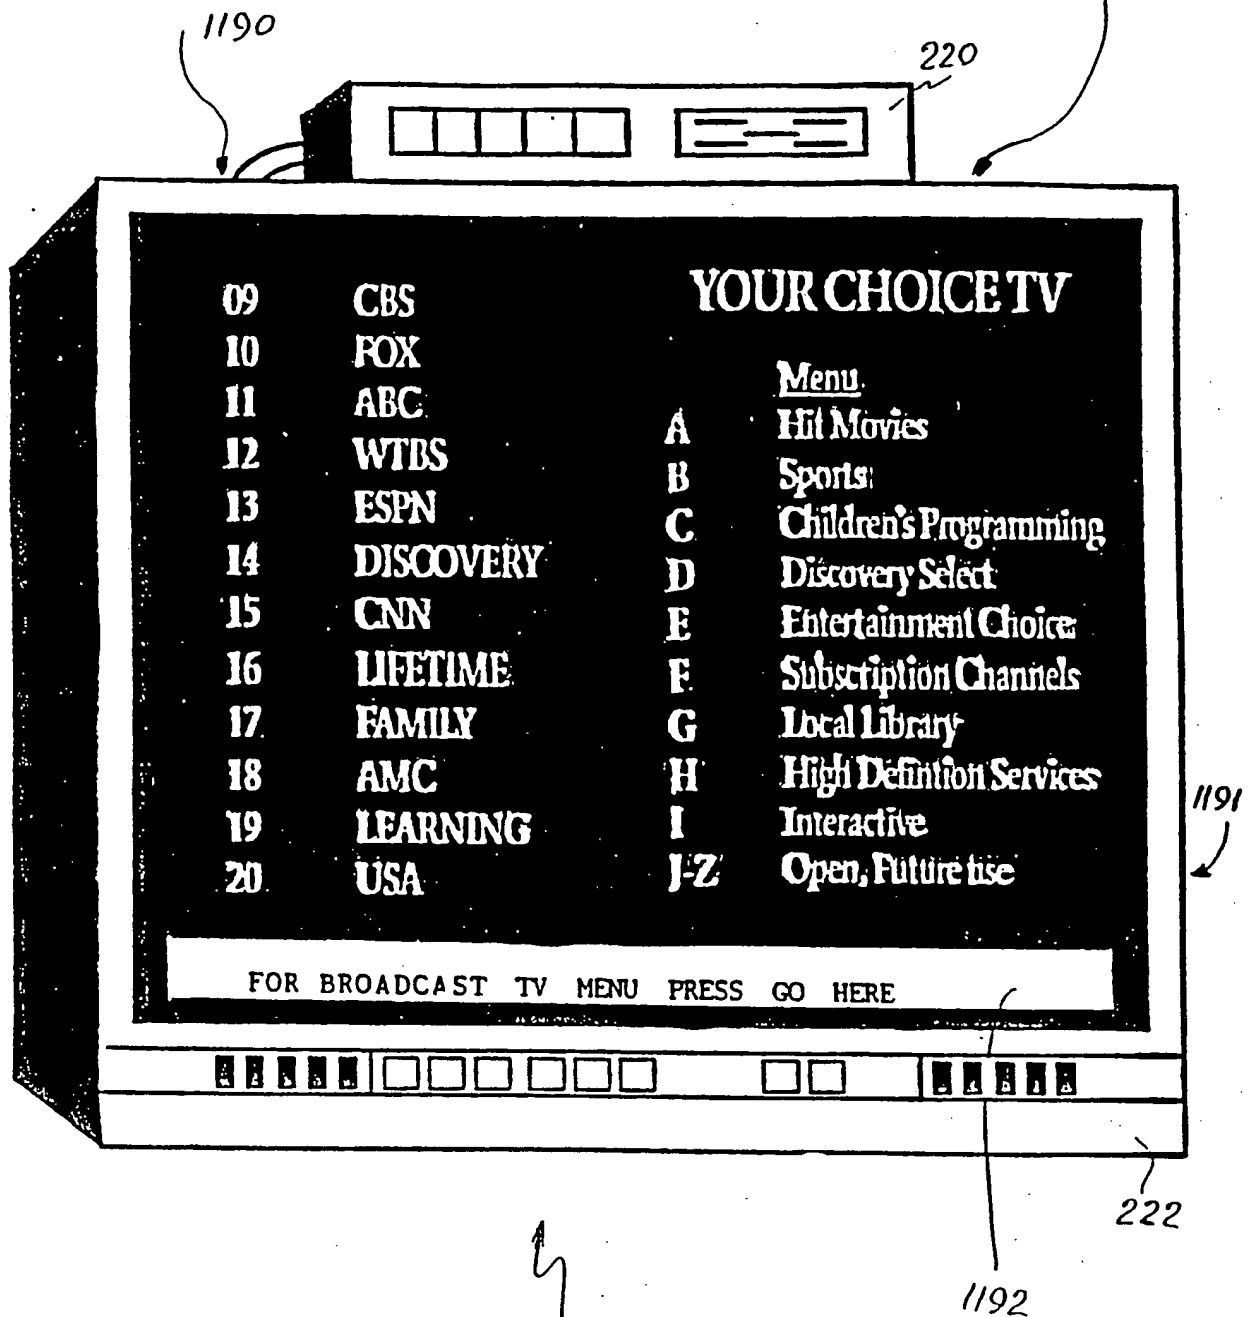 1190
220
09 CBS
10 FOX
11 ABC
12 WTBS
13 ESPN
14 DISCOVERY
15 CNN
16 LIFETIME
17 FAMILY
18 AMC
19 LEARNING
20 USA
YOUR CHOICE TV
Menu
A Hit Movies
B Sports
C Children's Programming
D Discovery Select
E Entertainment Choice
F Subscription Channels
G Local Library
H High Defintion Services
I Interactive
J-Z Open, Future use
1191
FOR BROADCAST TV MENU PRESS GO HERE
222
1192